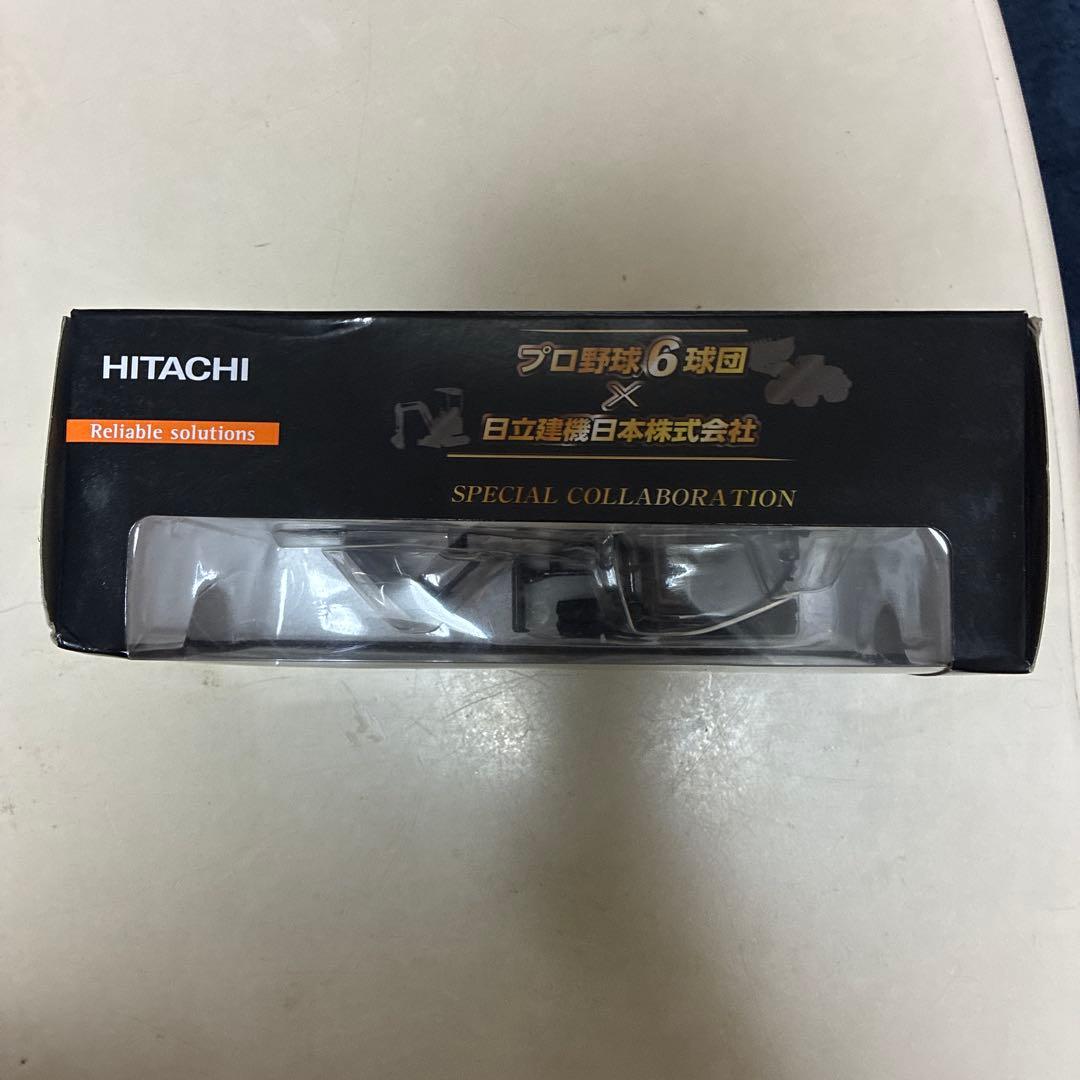 HITACHI
Reliable solutions
プロ野球6球団
×
日立建機日本株式会社
SPECIAL COLLABORATION